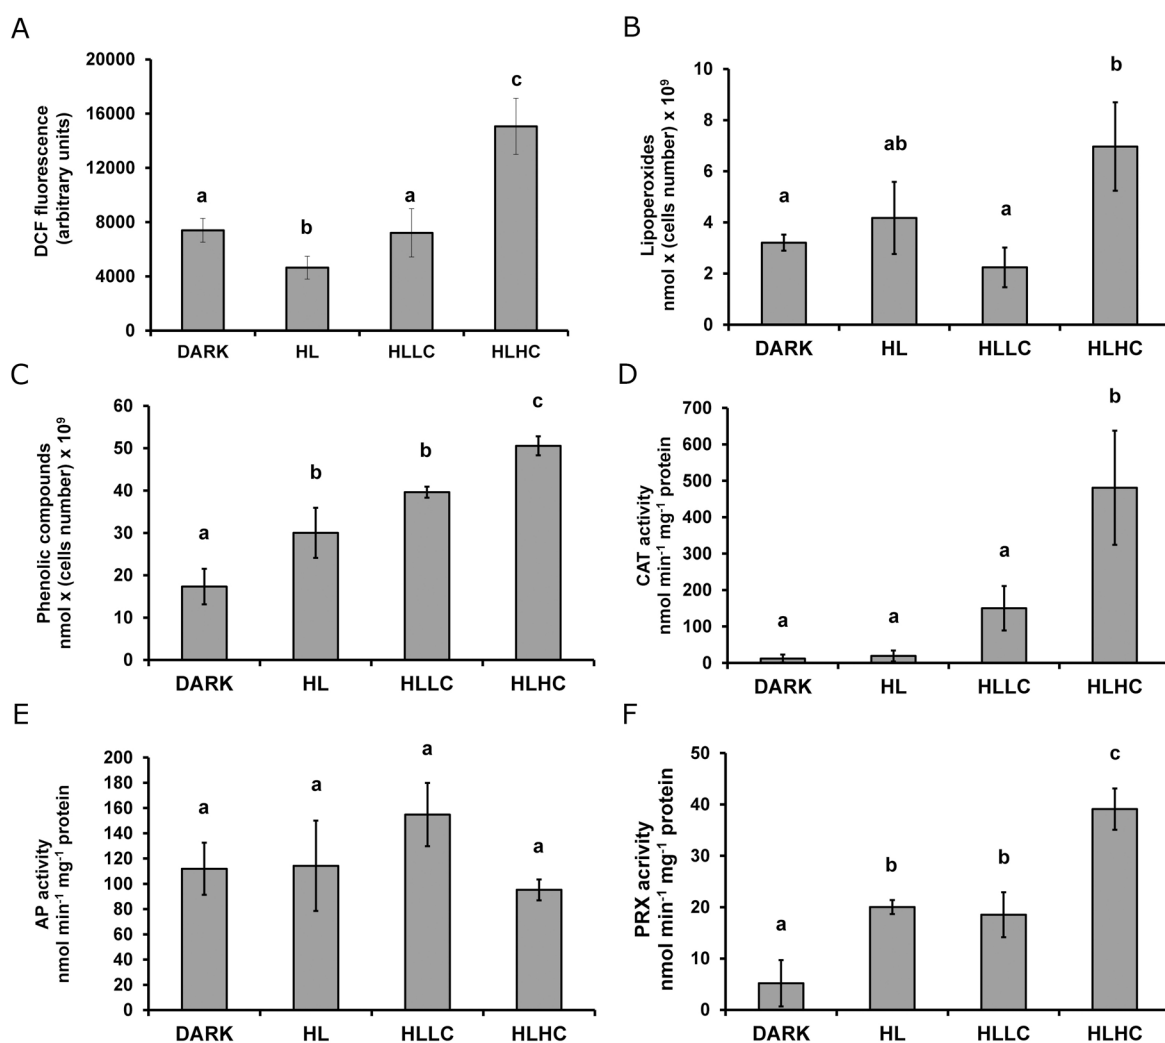 A
DCF fluorescence
(arbitrary units)
20000
16000
12000
8000
4000
0
a
b
a
c
DARK
HL
HLLC
HLHC
B
Lipoperoxides
nmol x (cells number) x 10⁹
10
8
6
4
2
0
a
ab
a
b
DARK
HL
HLLC
HLHC
C
Phenolic compounds
nmol x (cells number) x 10⁹
60
50
40
30
20
10
0
a
b
b
c
DARK
HL
HLLC
HLHC
D
CAT activity
nmol min⁻¹ mg⁻¹ protein
700
600
500
400
300
200
100
0
a
a
a
b
DARK
HL
HLLC
HLHC
E
AP activity
nmol min⁻¹ mg⁻¹ protein
200
180
160
140
120
100
80
60
40
20
0
a
a
a
a
DARK
HL
HLLC
HLHC
F
PRX acrivity
nmol min⁻¹ mg⁻¹ protein
50
40
30
20
10
0
a
b
b
c
DARK
HL
HLLC
HLHC